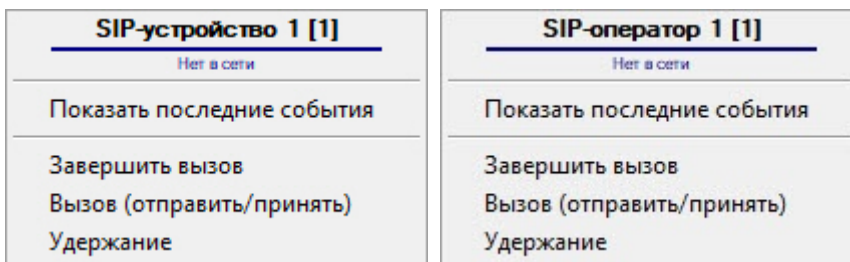 SIP-устройство 1 [1]
Нет в сети
Показать последние события
Завершить вызов
Вызов (отправить/принять)
Удержание
SIP-оператор 1 [1]
Нет в сети
Показать последние события
Завершить вызов
Вызов (отправить/принять)
Удержание